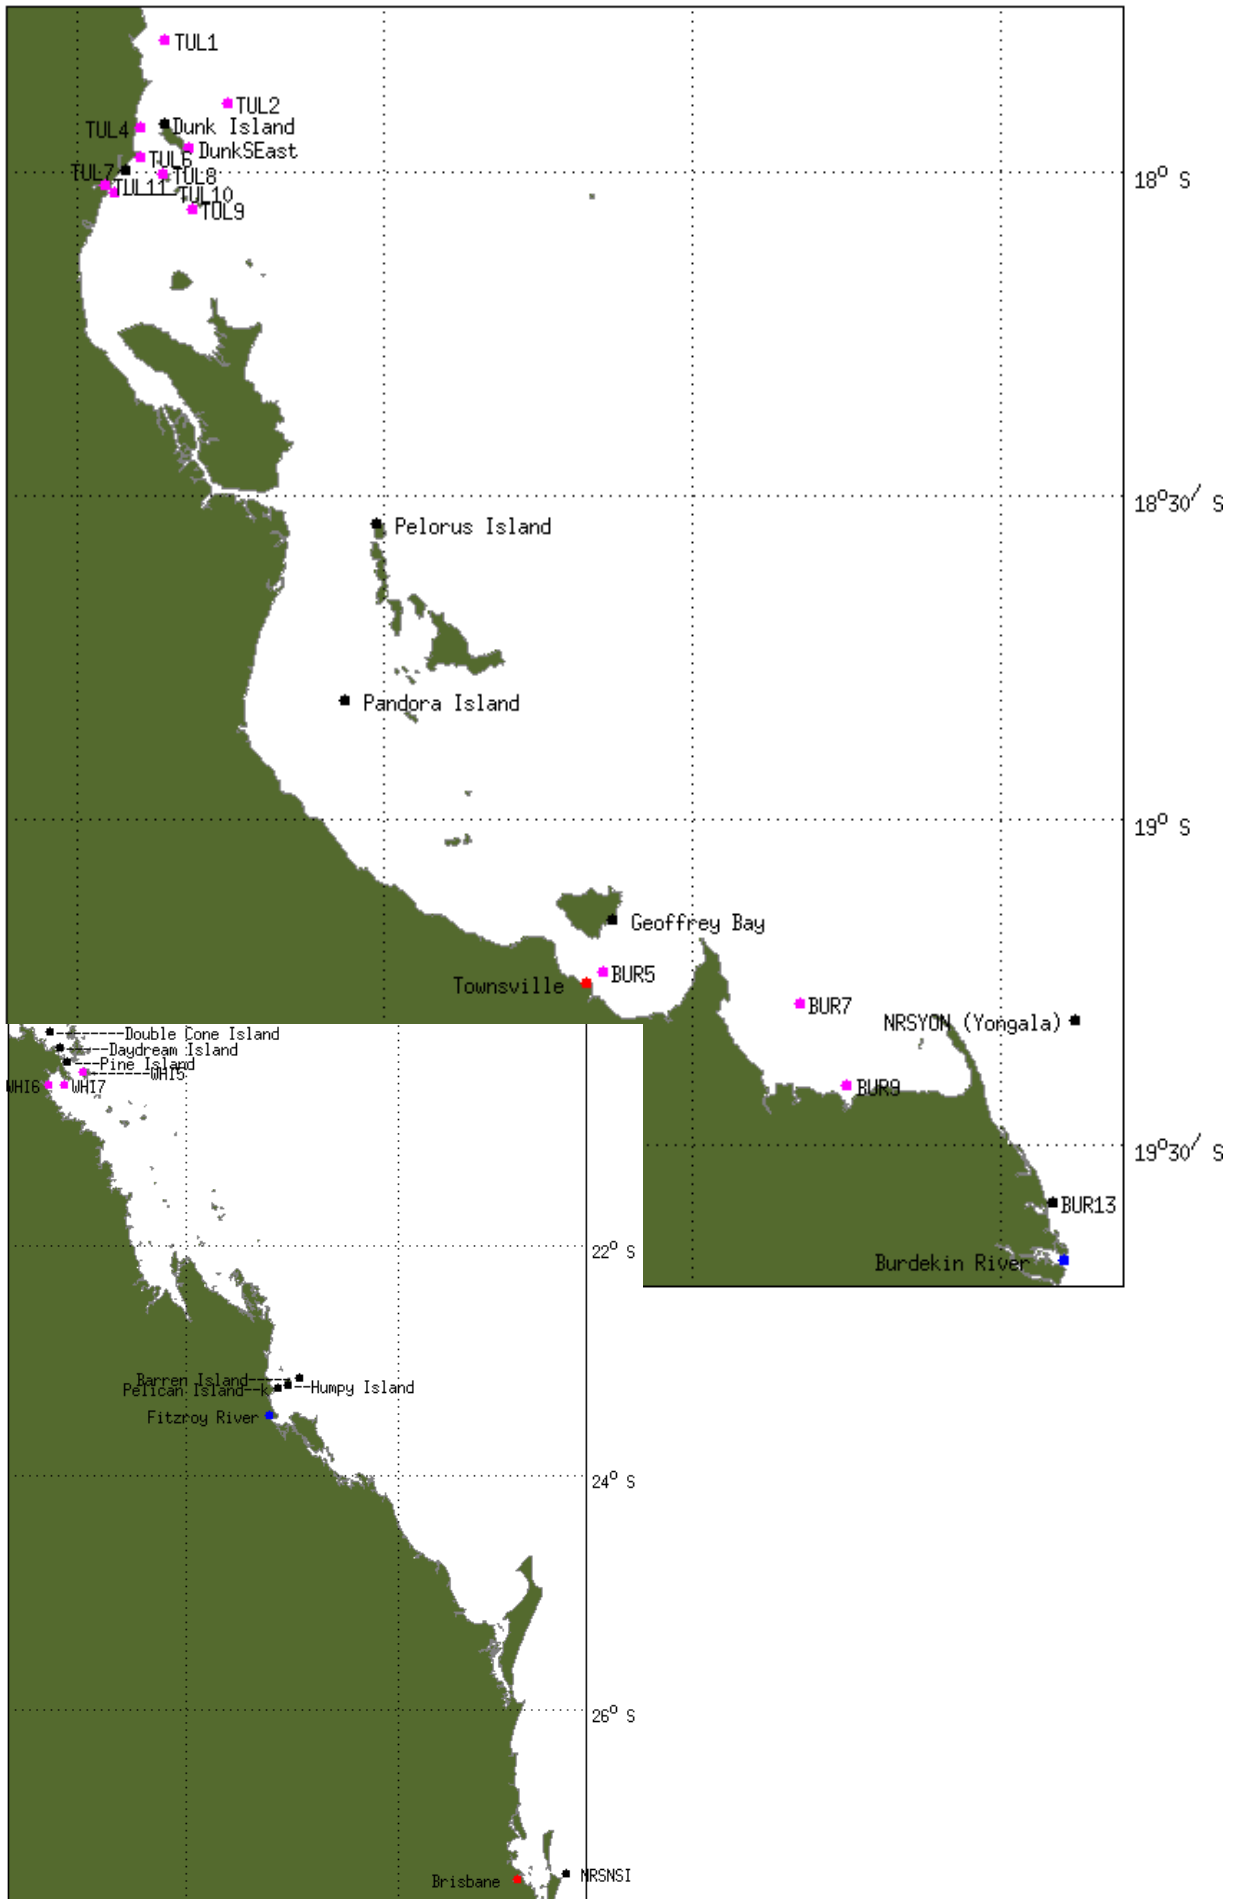 TUL1
TUL2
Dunk Island
TUL4
DunkSEast
TUL6
TUL7
TUL8
18° S
TUL11
TUL10
TUL9
18°30′ S
Pelorus Island
Pandora Island
19° S
Geoffrey Bay
BUR5
Townsville
BUR7
NRSYON (Yongala)
BUR9
19°30′ S
BUR13
Burdekin River
Double Cone Island
Daydream Island
Pine Island
WHI5
WHI6
WHI7
22° S
Barren Island
Pelican Island--k
Humpy Island
Fitzroy River
24° S
26° S
Brisbane
NRSNSI